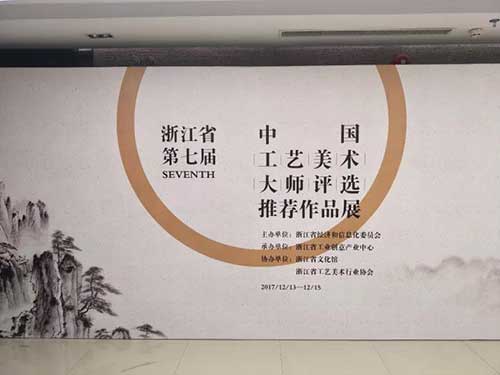 浙江省
第七届
SEVENTH
中国
工艺美术
大师评选
推荐作品展
主办单位：浙江省经济和信息化委员会
承办单位：浙江省工业创意产业中心
协办单位：浙江省文化馆
浙江省工艺美术行业协会
2017/12/13—12/15